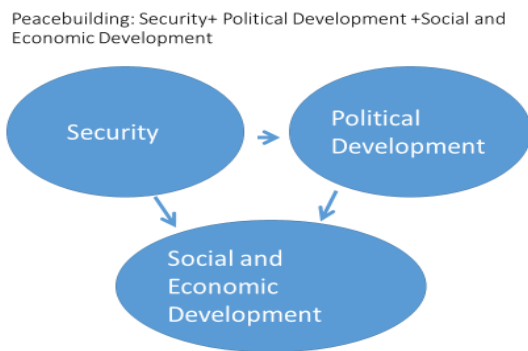 Peacebuilding: Security+ Political Development +Social and
Economic Development
Security
Political
Development
Social and
Economic
Development